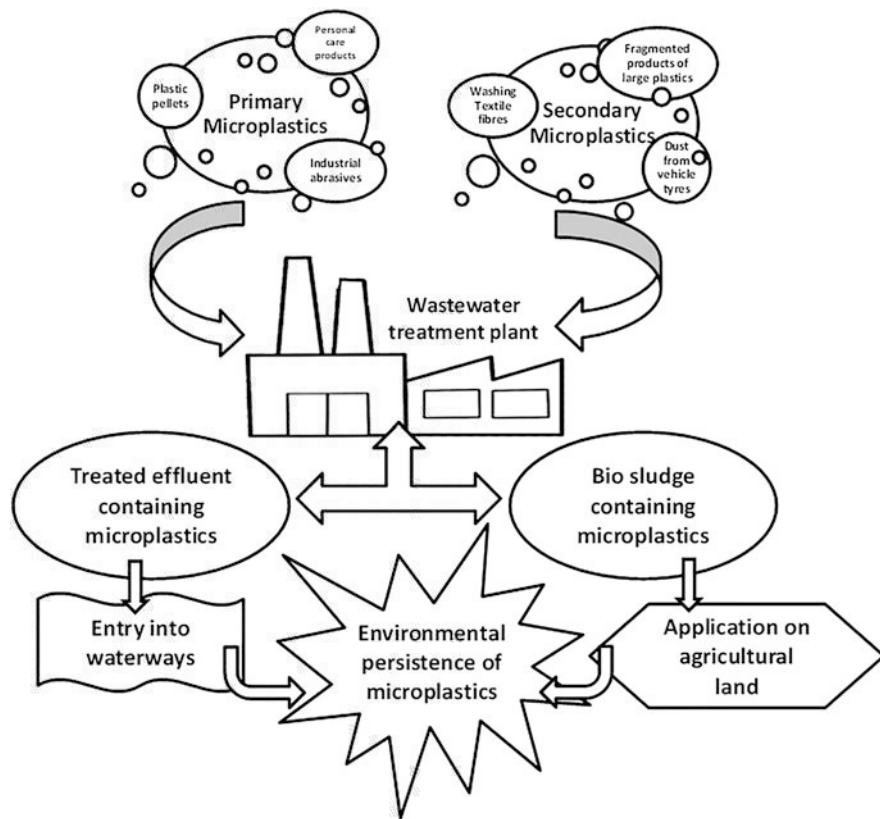 Personal
care
products
Plastic
pellets
Primary
Microplastics
Industrial
abrasives
Fragmented
products of
large plastics
Washing
Textile
fibres
Secondary
Microplastics
Dust
from
vehicle
tyres
Wastewater
treatment plant
Treated effluent
containing
microplastics
Bio sludge
containing
microplastics
Entry into
waterways
Environmental
persistence of
microplastics
Application on
agricultural
land